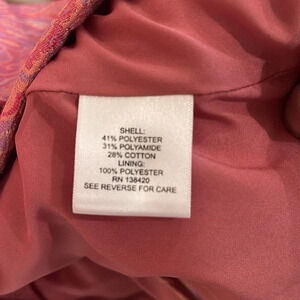 SHELL:
41% POLYESTER
31% POLYAMIDE
28% COTTON
LINING:
100% POLYESTER
RN 138420
SEE REVERSE FOR CARE